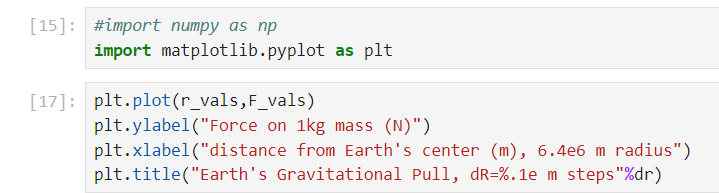 [15]: #import numpy as np
import matplotlib.pyplot as plt
[17]: plt.plot(r_vals,F_vals)
plt.ylabel("Force on 1kg mass (N)")
plt.xlabel("distance from Earth's center (m), 6.4e6 m radius")
plt.title("Earth's Gravitational Pull, dR=%.1e m steps"%dr)